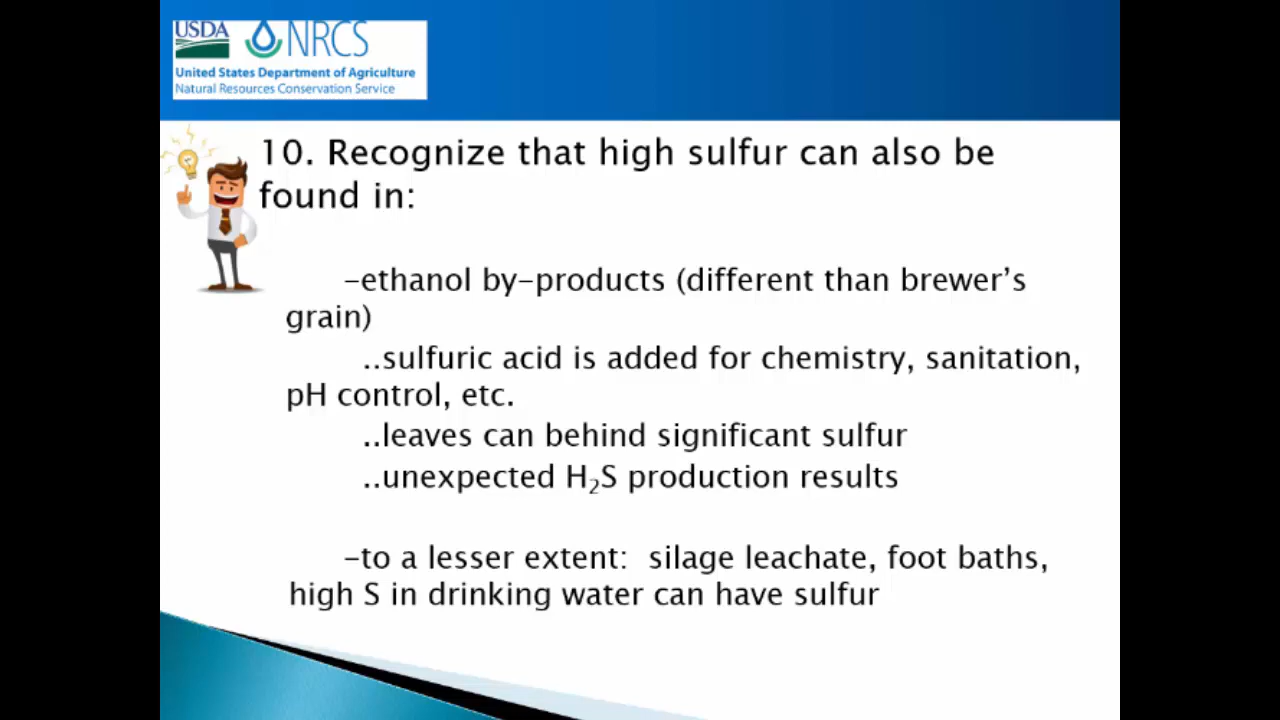 USDA NRCS
United States Department of Agriculture
Natural Resources Conservation Service
10. Recognize that high sulfur can also be
found in:
-ethanol by-products (different than brewer's
grain)
..sulfuric acid is added for chemistry, sanitation,
pH control, etc.
..leaves can behind significant sulfur
..unexpected H₂S production results
-to a lesser extent:  silage leachate, foot baths,
high S in drinking water can have sulfur